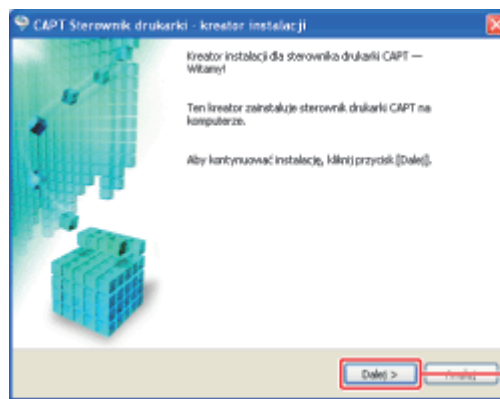 CAPT Sterownik drukarki - kreator instalacji
Kreator instalacji dla sterownika drukarki CAPT —
Witamy!
Ten kreator zainstaluje sterownik drukarki CAPT na
komputerze.
Aby kontynuować instalację, kliknij przycisk [Dalej].
Dalej >
Anuluj